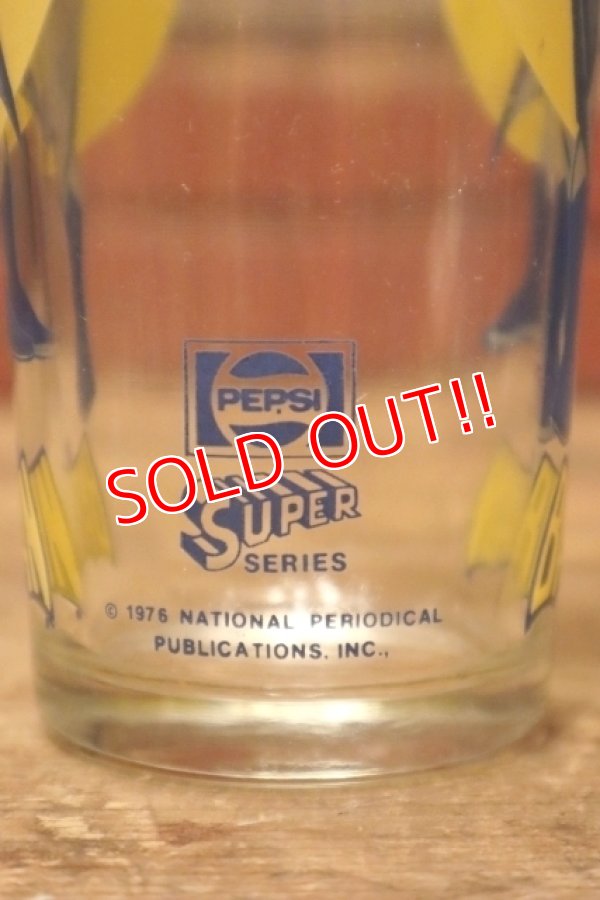 PEPSI
SOLD OUT!!
SUPER
SERIES
© 1976 NATIONAL PERIODICAL
PUBLICATIONS, INC.,